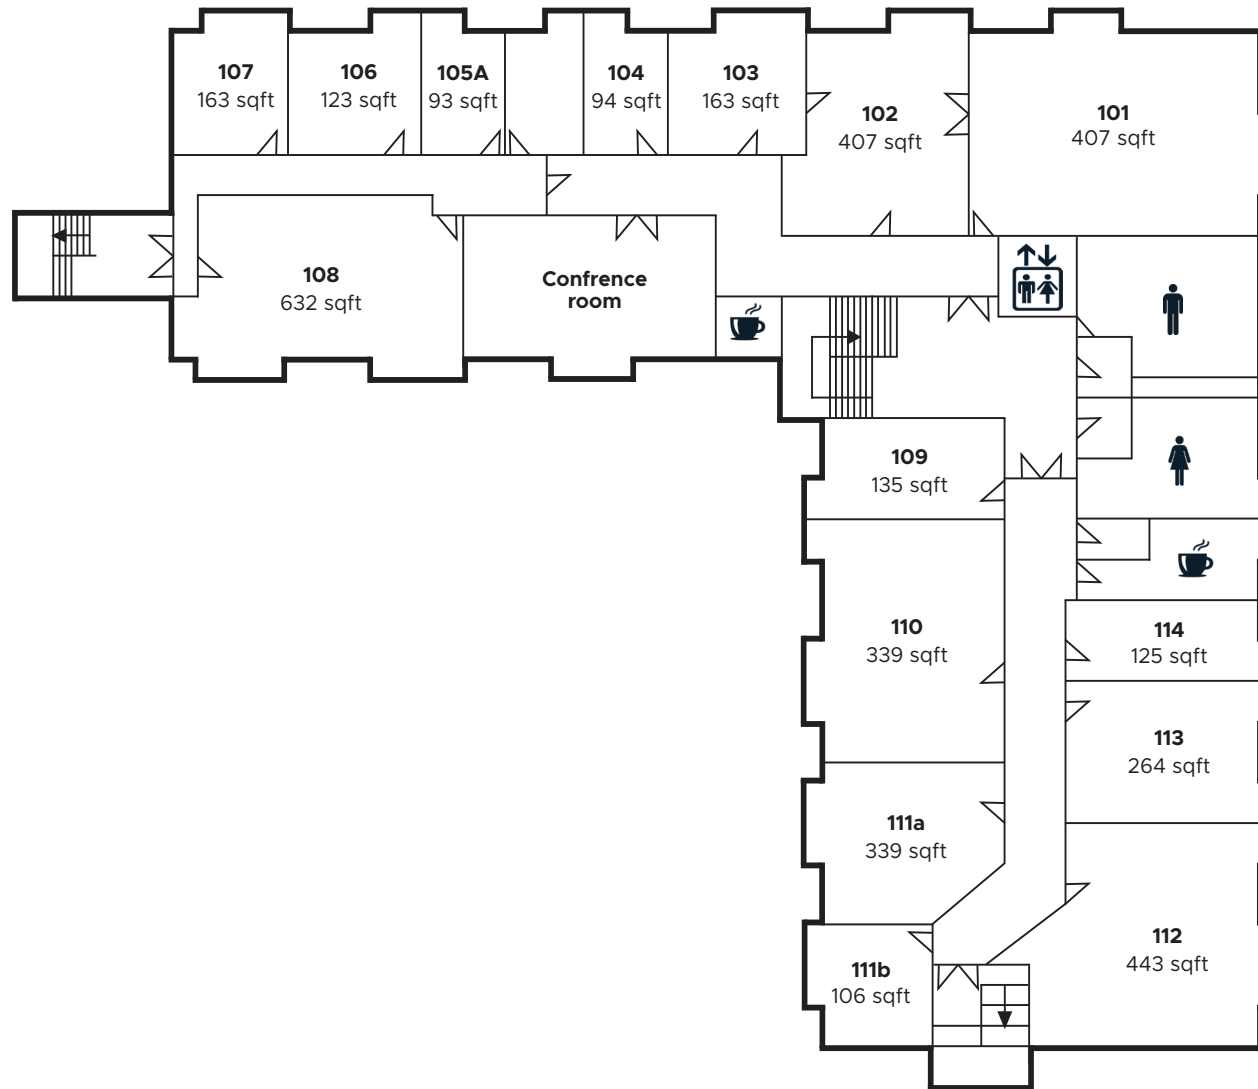 107
163 sqft
106
123 sqft
105A
93 sqft
104
94 sqft
103
163 sqft
102
407 sqft
101
407 sqft
108
632 sqft
Confrence
room
109
135 sqft
110
339 sqft
114
125 sqft
113
264 sqft
111a
339 sqft
112
443 sqft
111b
106 sqft